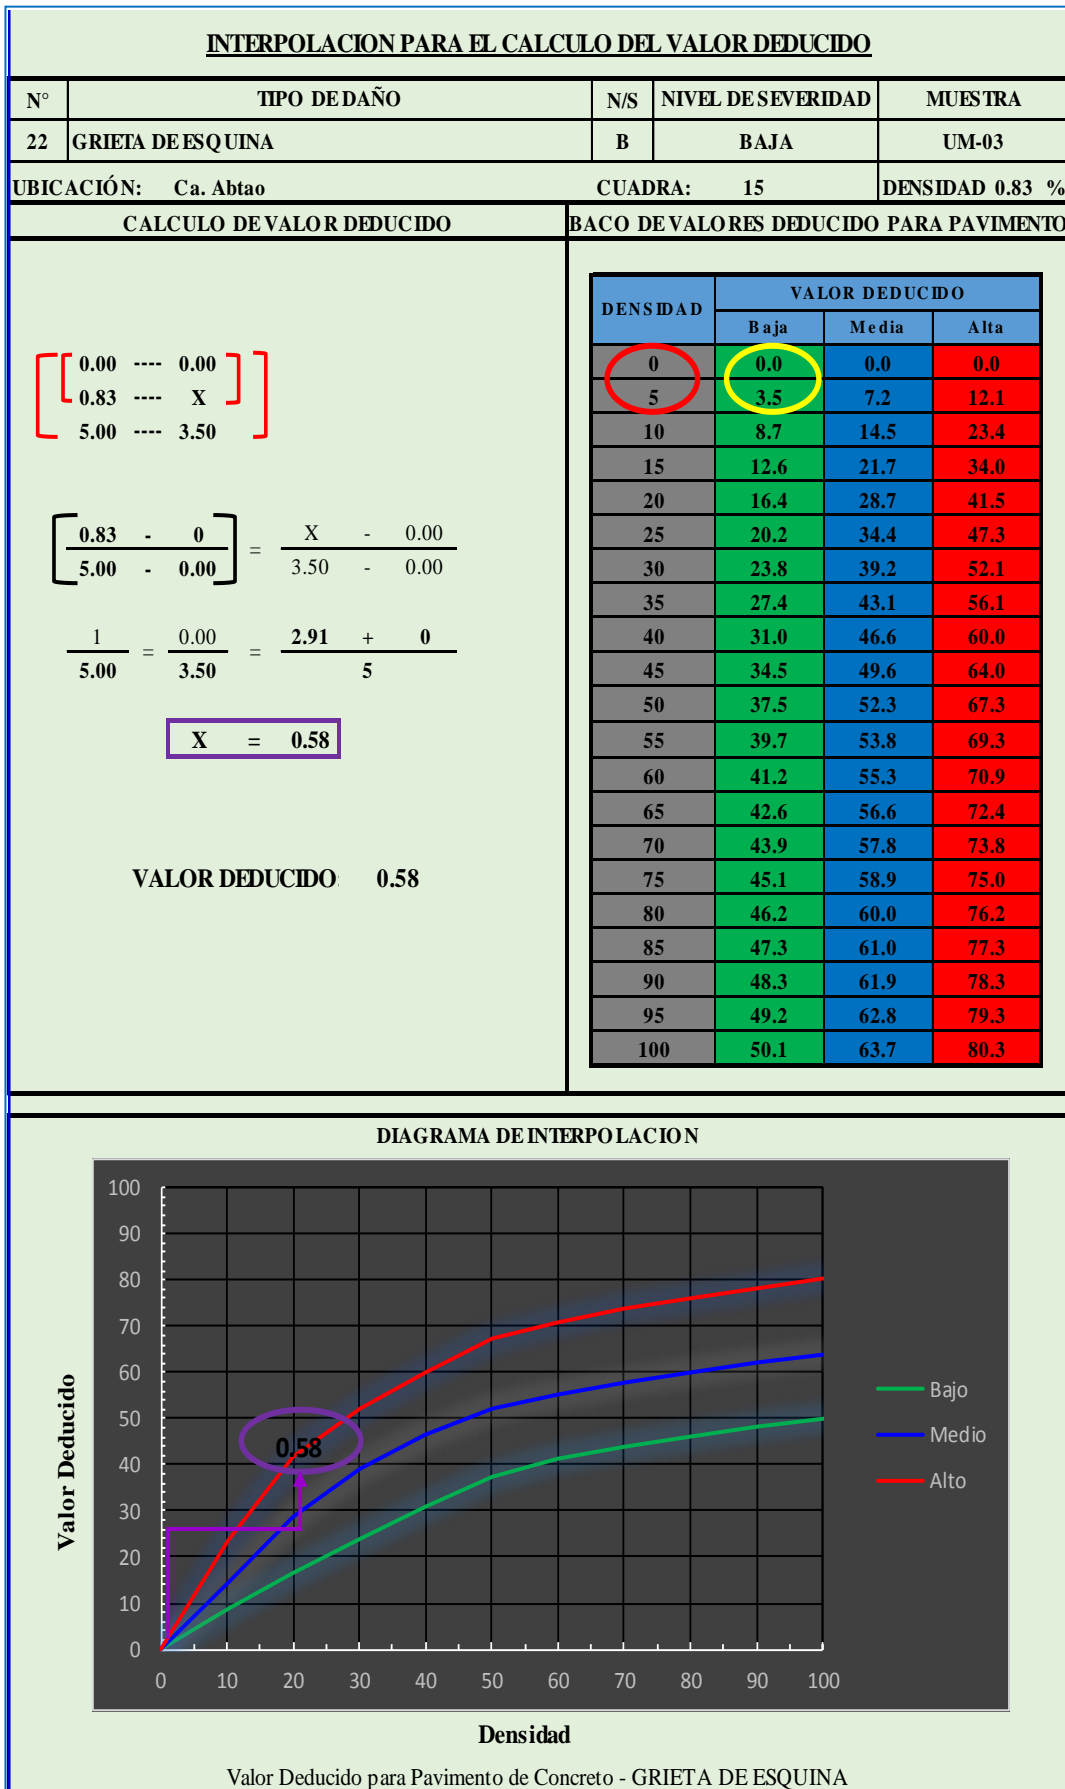 INTERPOLACION PARA EL CALCULO DEL VALOR DEDUCIDO
N° TIPO DE DAÑO N/S NIVEL DE SEVERIDAD MUESTRA
22 GRIETA DE ESQUINA B BAJA UM-03
UBICACIÓN: Ca. Abtao CUADRA: 15 DENSIDAD 0.83 %
CALCULO DE VALOR DEDUCIDO
0.00 ---- 0.00
0.83 ---- X
5.00 ---- 3.50
0.83 - 0 = X - 0.00
5.00 - 0.00 3.50 - 0.00
1 = 0.00 = 2.91 + 0
5.00 3.50 5
X = 0.58
VALOR DEDUCIDO: 0.58
BACO DE VALORES DEDUCIDO PARA PAVIMENTO
DENSIDAD VALOR DEDUCIDO
Baja Media Alta
0 0.0 0.0 0.0
5 3.5 7.2 12.1
10 8.7 14.5 23.4
15 12.6 21.7 34.0
20 16.4 28.7 41.5
25 20.2 34.4 47.3
30 23.8 39.2 52.1
35 27.4 43.1 56.1
40 31.0 46.6 60.0
45 34.5 49.6 64.0
50 37.5 52.3 67.3
55 39.7 53.8 69.3
60 41.2 55.3 70.9
65 42.6 56.6 72.4
70 43.9 57.8 73.8
75 45.1 58.9 75.0
80 46.2 60.0 76.2
85 47.3 61.0 77.3
90 48.3 61.9 78.3
95 49.2 62.8 79.3
100 50.1 63.7 80.3
DIAGRAMA DE INTERPOLACION
Valor Deducido
100
90
80
70
60
50
40
30
20
10
0
0.58
0 10 20 30 40 50 60 70 80 90 100
Bajo
Medio
Alto
Densidad
Valor Deducido para Pavimento de Concreto - GRIETA DE ESQUINA